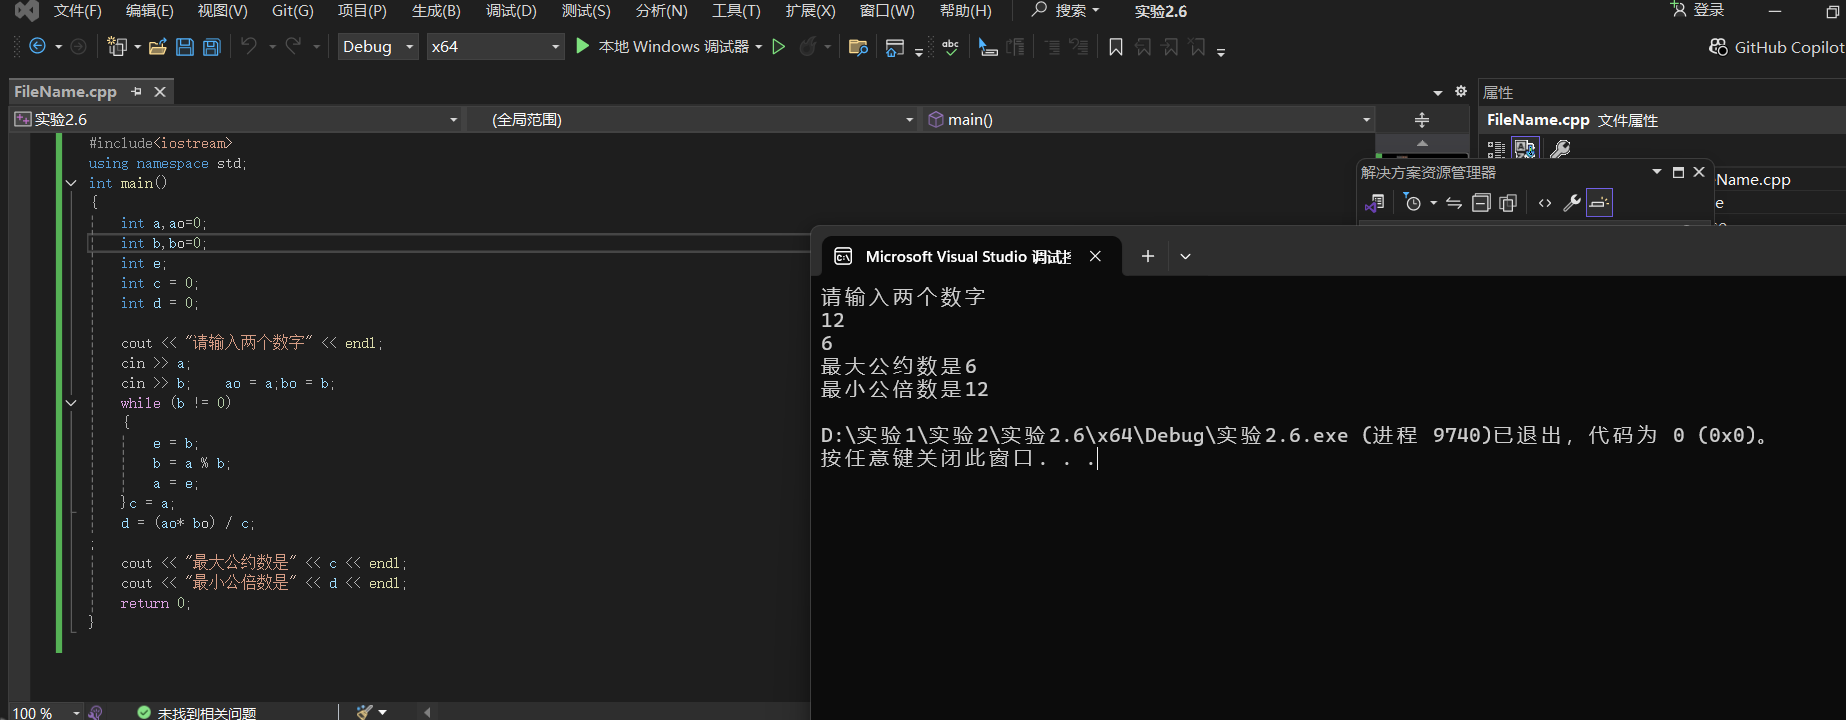 文件(F) 编辑(E) 视图(V) Git(G) 项目(P) 生成(B) 调试(D) 测试(S) 分析(N) 工具(T) 扩展(X) 窗口(W) 帮助(H) 搜索 实验2.6 登录
Debug x64 本地 Windows 调试器 abc GitHub Copilot
FileName.cpp
属性
实验2.6 (全局范围) main()
FileName.cpp 文件属性
#include<iostream>
using namespace std;
int main()
{
int a,ao=0;
int b,bo=0;
int e;
int c = 0;
int d = 0;
cout << "请输入两个数字" << endl;
cin >> a;
cin >> b; ao = a;bo = b;
while (b != 0)
{
e = b;
b = a % b;
a = e;
}c = a;
d = (ao* bo) / c;
;
cout << "最大公约数是" << c << endl;
cout << "最小公倍数是" << d << endl;
return 0;
}
100 % 未找到相关问题
解决方案资源管理器
Name.cpp
e
Microsoft Visual Studio 调试
请输入两个数字
12
6
最大公约数是6
最小公倍数是12
D:\实验1\实验2\实验2.6\x64\Debug\实验2.6.exe (进程 9740)已退出，代码为 0 (0x0)。
按任意键关闭此窗口. . .